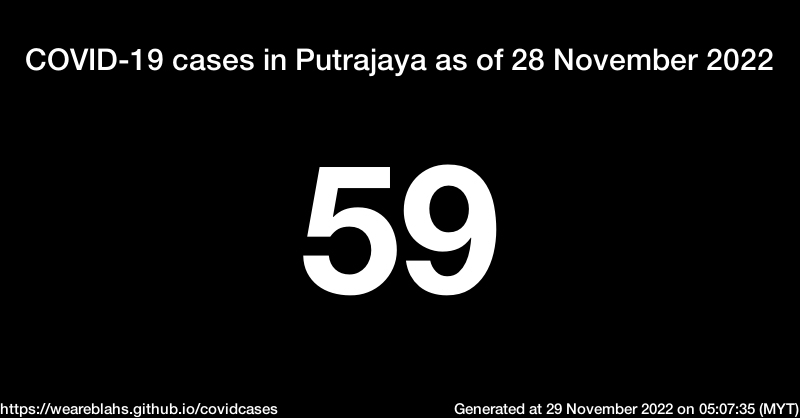 COVID-19 cases in Putrajaya as of 28 November 2022
59
https://weareblahs.github.io/covidcases
Generated at 29 November 2022 on 05:07:35 (MYT)